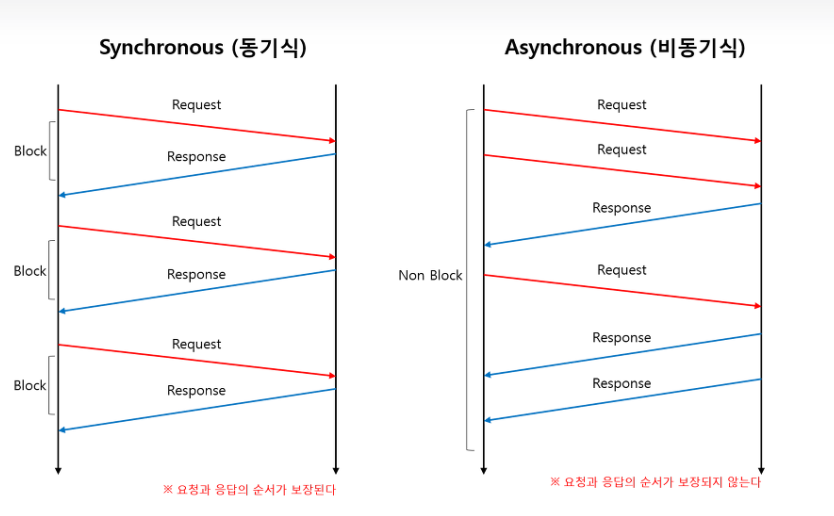 Synchronous (동기식)
Request
Block
Response
Request
Block
Response
Request
Block
Response
※ 요청과 응답의 순서가 보장된다
Asynchronous (비동기식)
Request
Request
Response
Non Block
Request
Response
Response
※ 요청과 응답의 순서가 보장되지 않는다